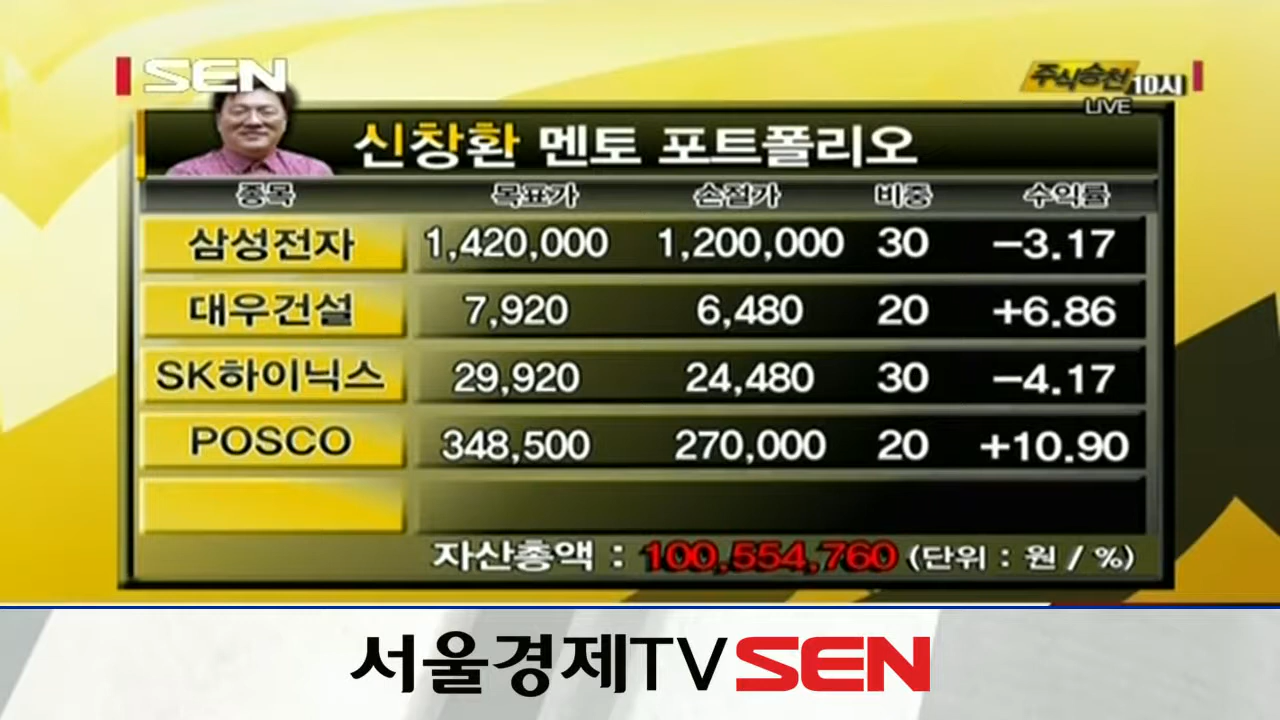 SEN
주식승천 10시
LIVE
신창환 멘토 포트폴리오
종목 목표가 손절가 비중 수익률
삼성전자 1,420,000 1,200,000 30 -3.17
대우건설 7,920 6,480 20 +6.86
SK하이닉스 29,920 24,480 30 -4.17
POSCO 348,500 270,000 20 +10.90
자산총액 : 100,554,760 (단위 : 원 / %)
서울경제TV SEN